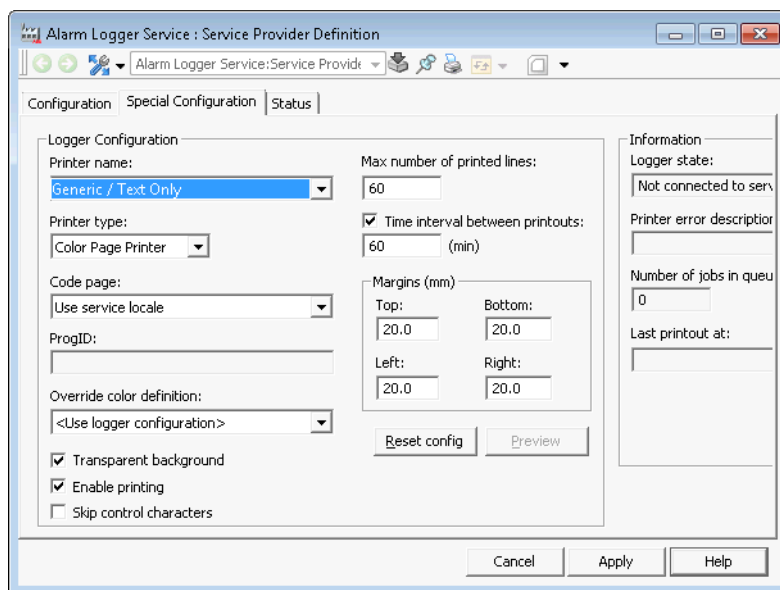 Alarm Logger Service : Service Provider Definition
Alarm Logger Service:Service Provide
Configuration Special Configuration Status
Logger Configuration
Printer name:
Generic / Text Only
Printer type:
Color Page Printer
Code page:
Use service locale
ProgID:
Override color definition:
<Use logger configuration>
Transparent background
Enable printing
Skip control characters
Max number of printed lines:
60
Time interval between printouts:
60 (min)
Margins (mm)
Top: Bottom:
20.0 20.0
Left: Right:
20.0 20.0
Reset config Preview
Information
Logger state:
Not connected to serv
Printer error description
Number of jobs in queu
0
Last printout at:
Cancel Apply Help